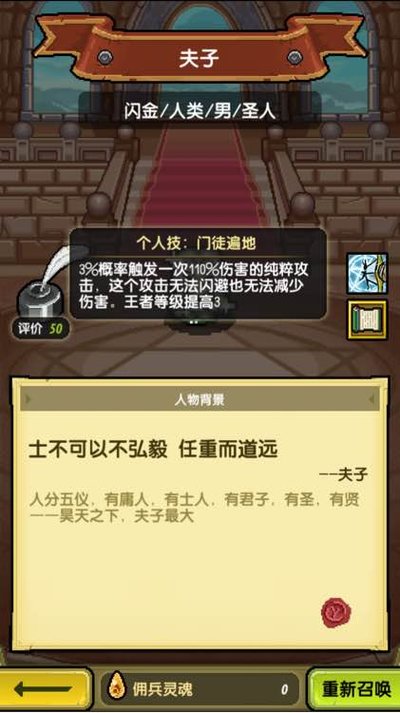 夫子
闪金/人类/男/圣人
个人技：门徒遍地
3%概率触发一次110%伤害的纯粹攻
击，这个攻击无法闪避也无法减少
伤害。王者等级提高3
评价 50
人物背景
士不可以不弘毅 任重而道远
--夫子
人分五仪，有庸人，有士人，有君子，有圣，有贤
——昊天之下，夫子最大
佣兵灵魂 0
重新召唤